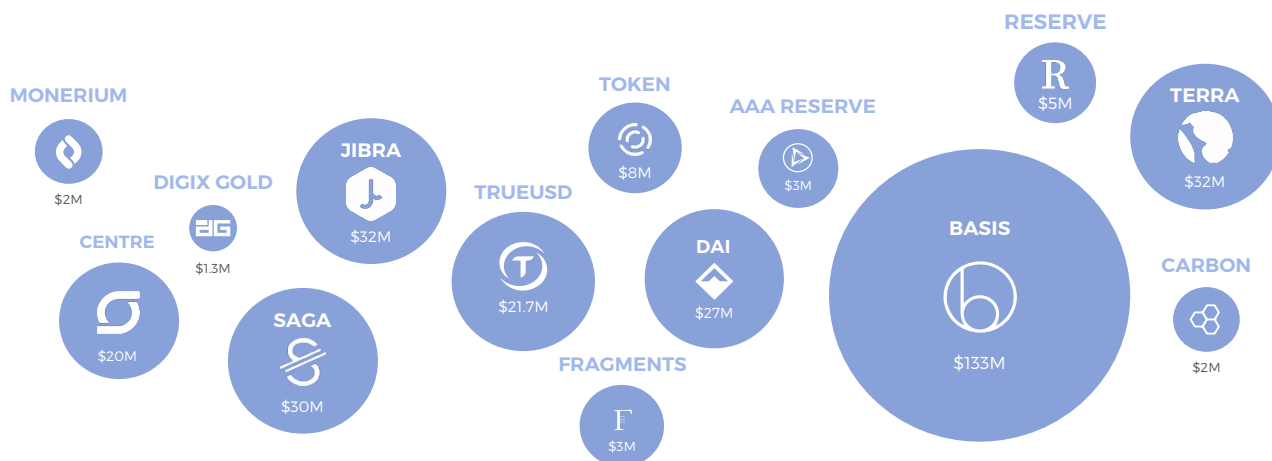 MONERIUM
$2M
DIGIX GOLD
$1.3M
CENTRE
$20M
JIBRA
$32M
SAGA
$30M
TRUEUSD
T
$21.7M
TOKEN
$8M
FRAGMENTS
F
$3M
AAA RESERVE
$3M
DAI
$27M
BASIS
b
$133M
RESERVE
R
$5M
TERRA
$32M
CARBON
$2M